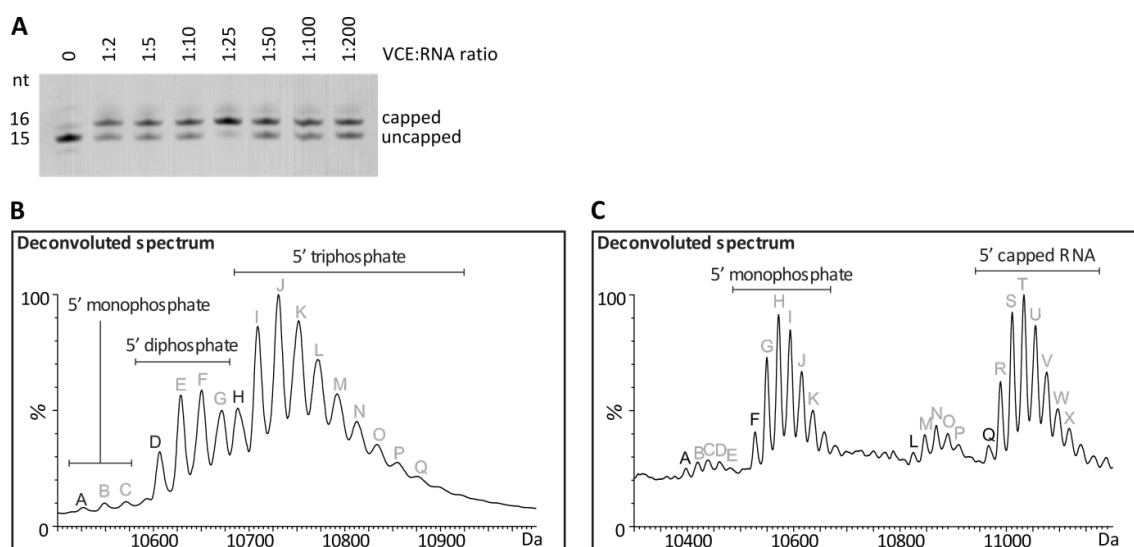 A
0 1:2 1:5 1:10 1:25 1:50 1:100 1:200 VCE:RNA ratio
nt
16 capped
15 uncapped
B
Deconvoluted spectrum
5’ triphosphate
5’ monophosphate
5’ diphosphate
100
%
0
A B C D E F G H I J K L M N O P Q
10600 10700 10800 10900 Da
C
Deconvoluted spectrum
5’ monophosphate
5’ capped RNA
100
%
0
A B C D E F G H I J K L M N O P Q R S T U V W X
10400 10600 10800 11000 Da